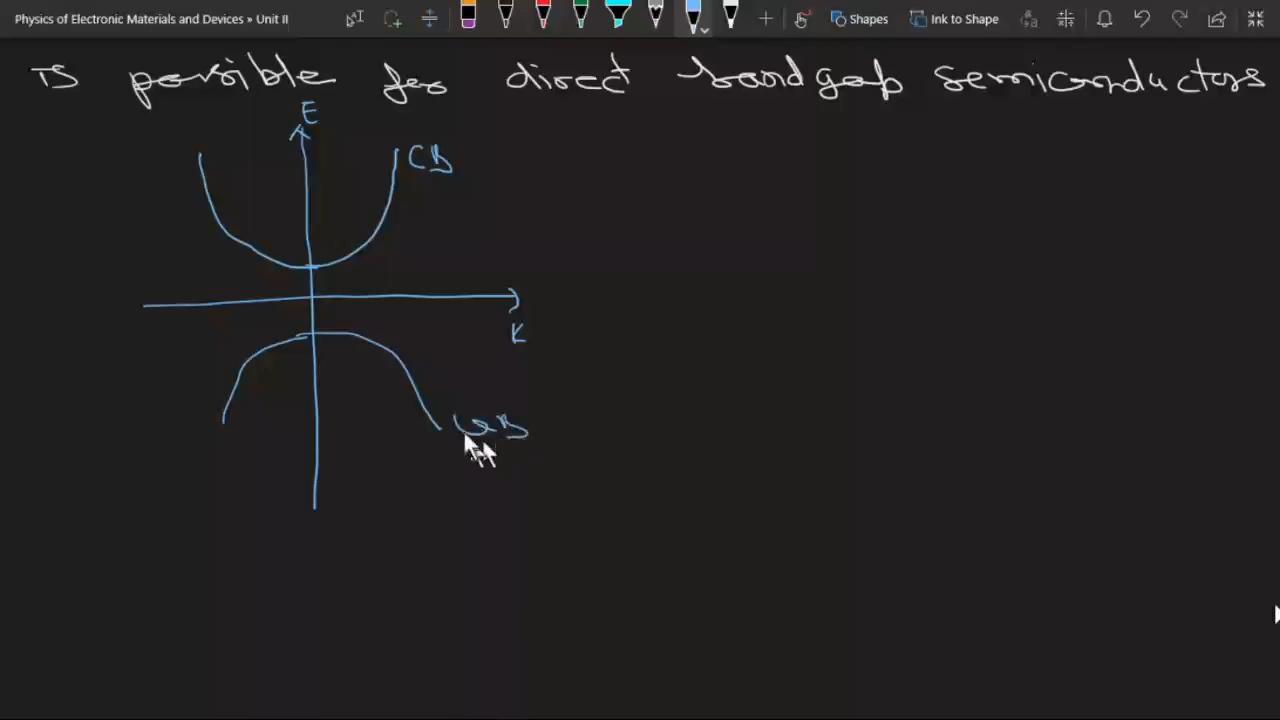 Physics of Electronic Materials and Devices » Unit II
Shapes
Ink to Shape
is possible for direct bandgap semiconductors
E
CB
K
VB